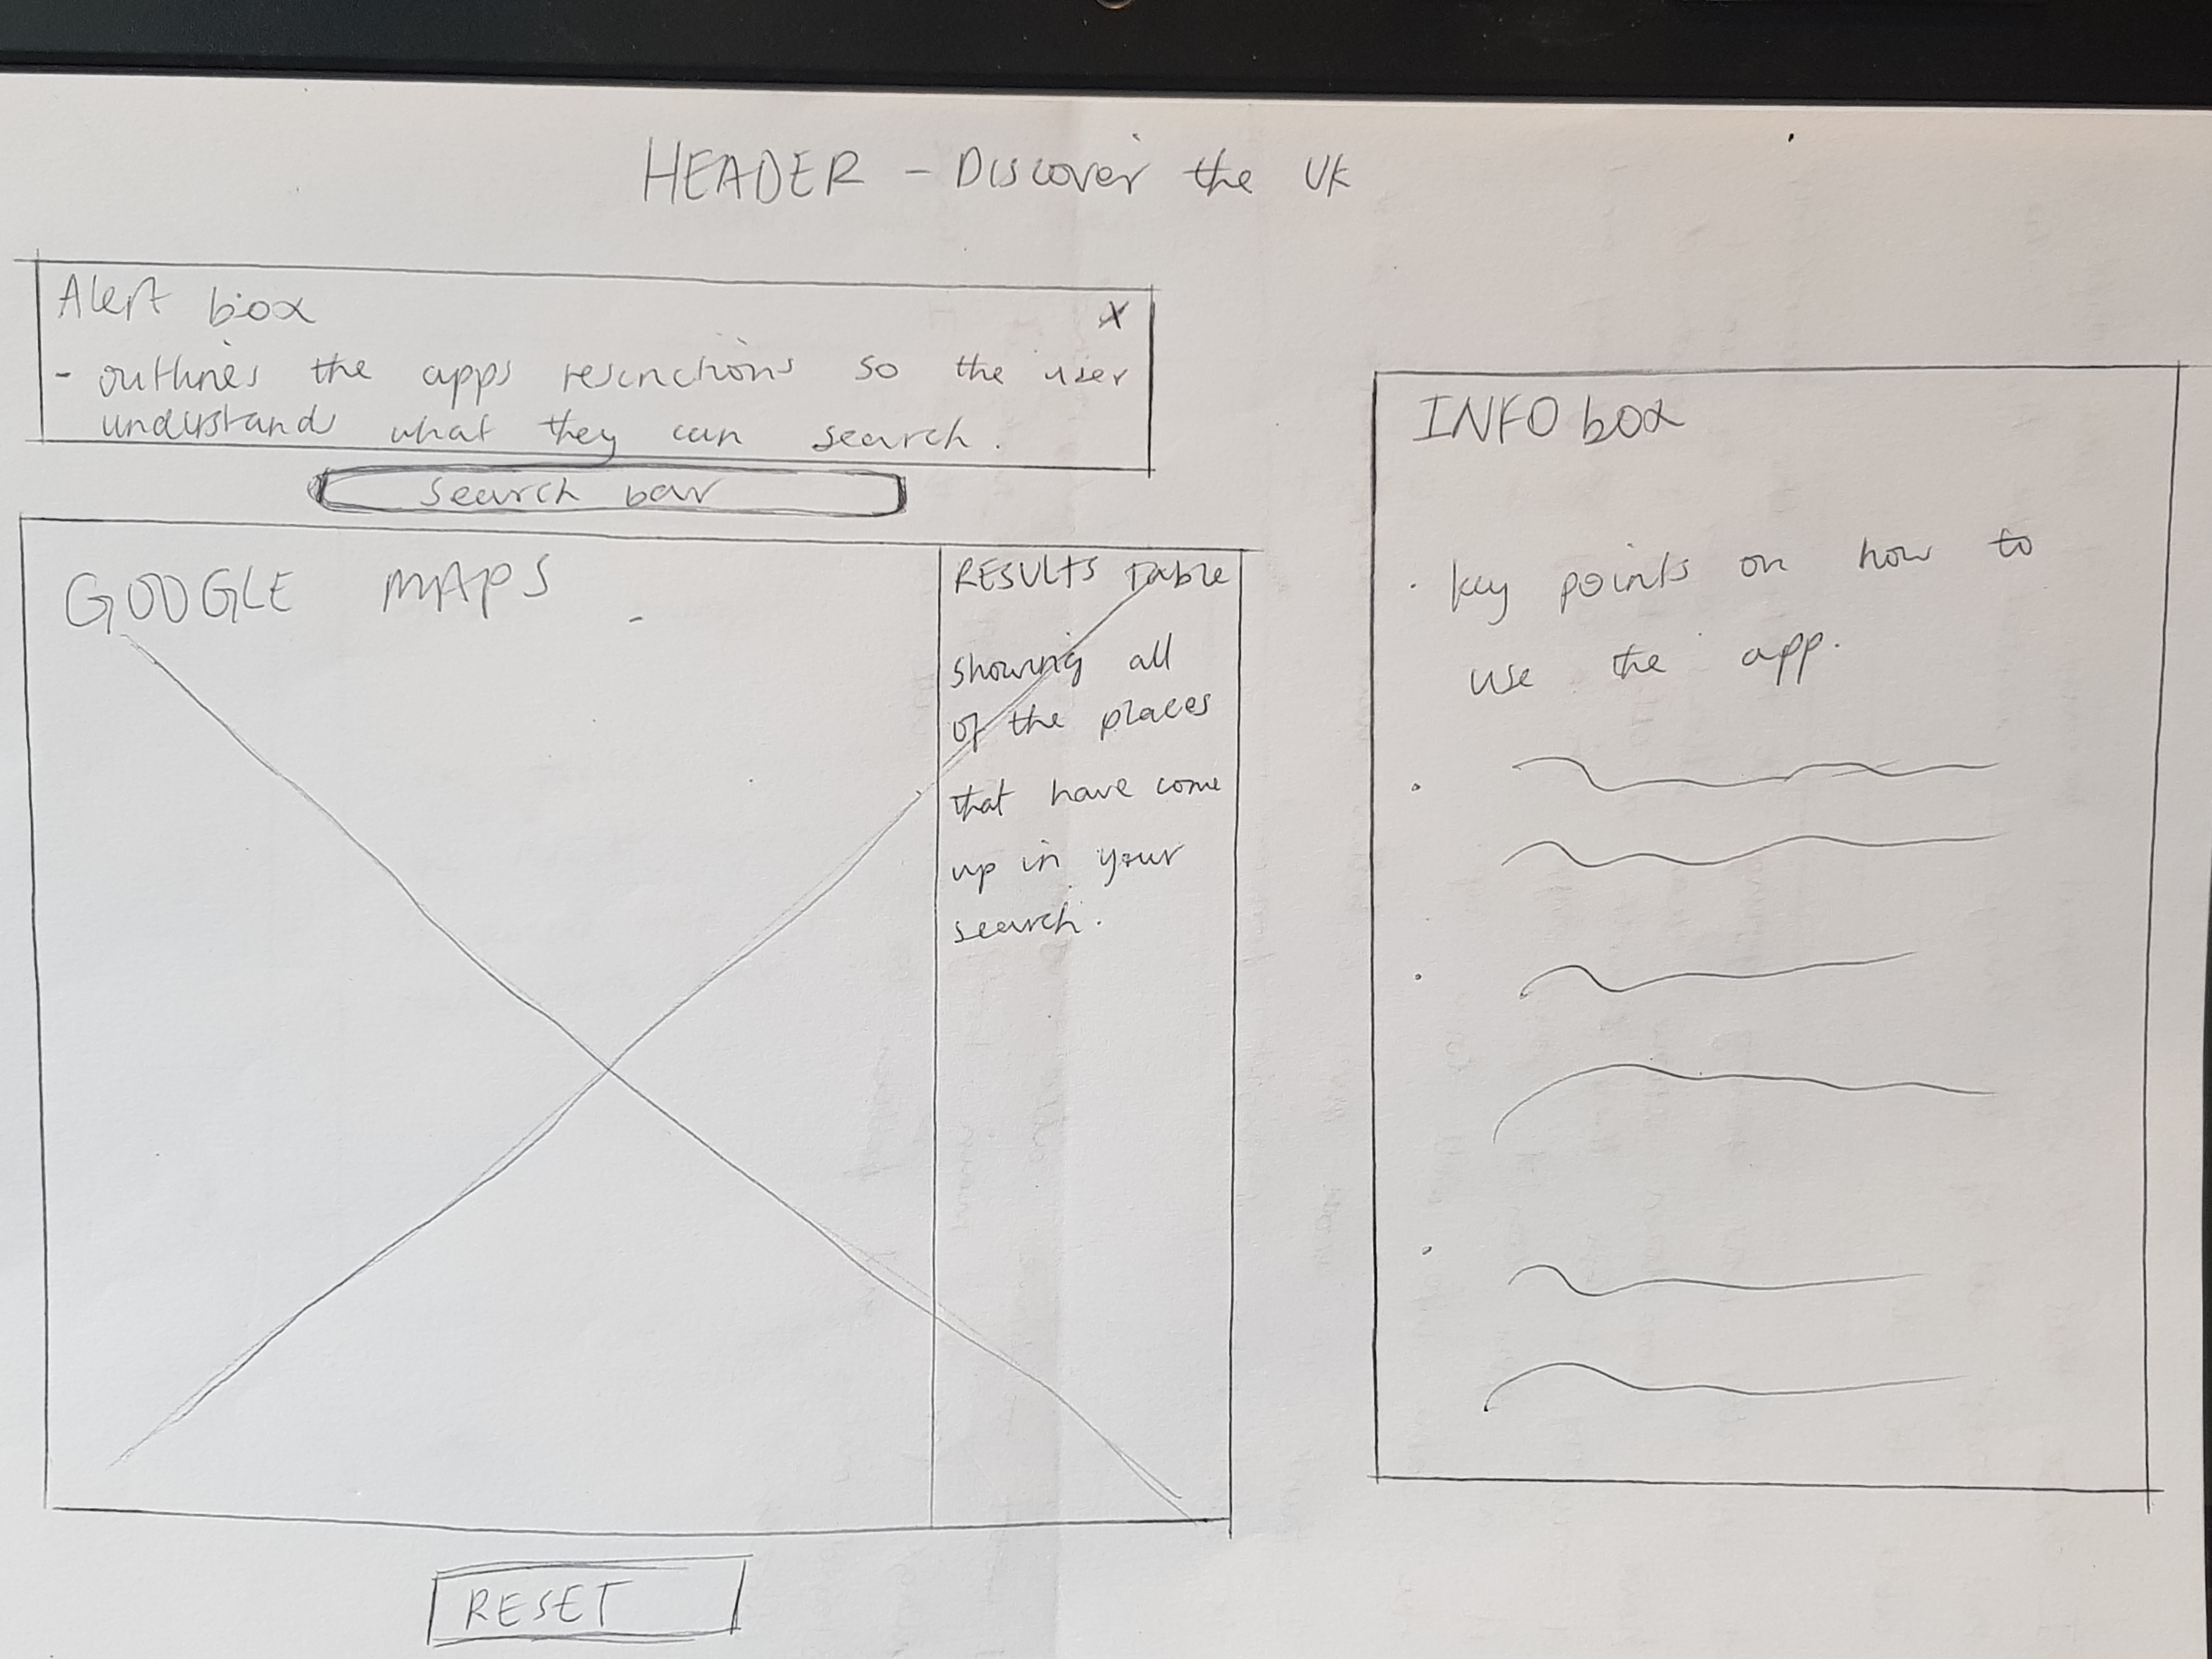 HEADER - Discover the UK
Alert box X
- outlines the apps restrictions so the user
understands what they can search.
Search bar
GOOGLE MAPS
RESULTS Table
Showing all
of the places
that have come
up in your
search.
INFO box
· key points on how to
use the app.
RESET